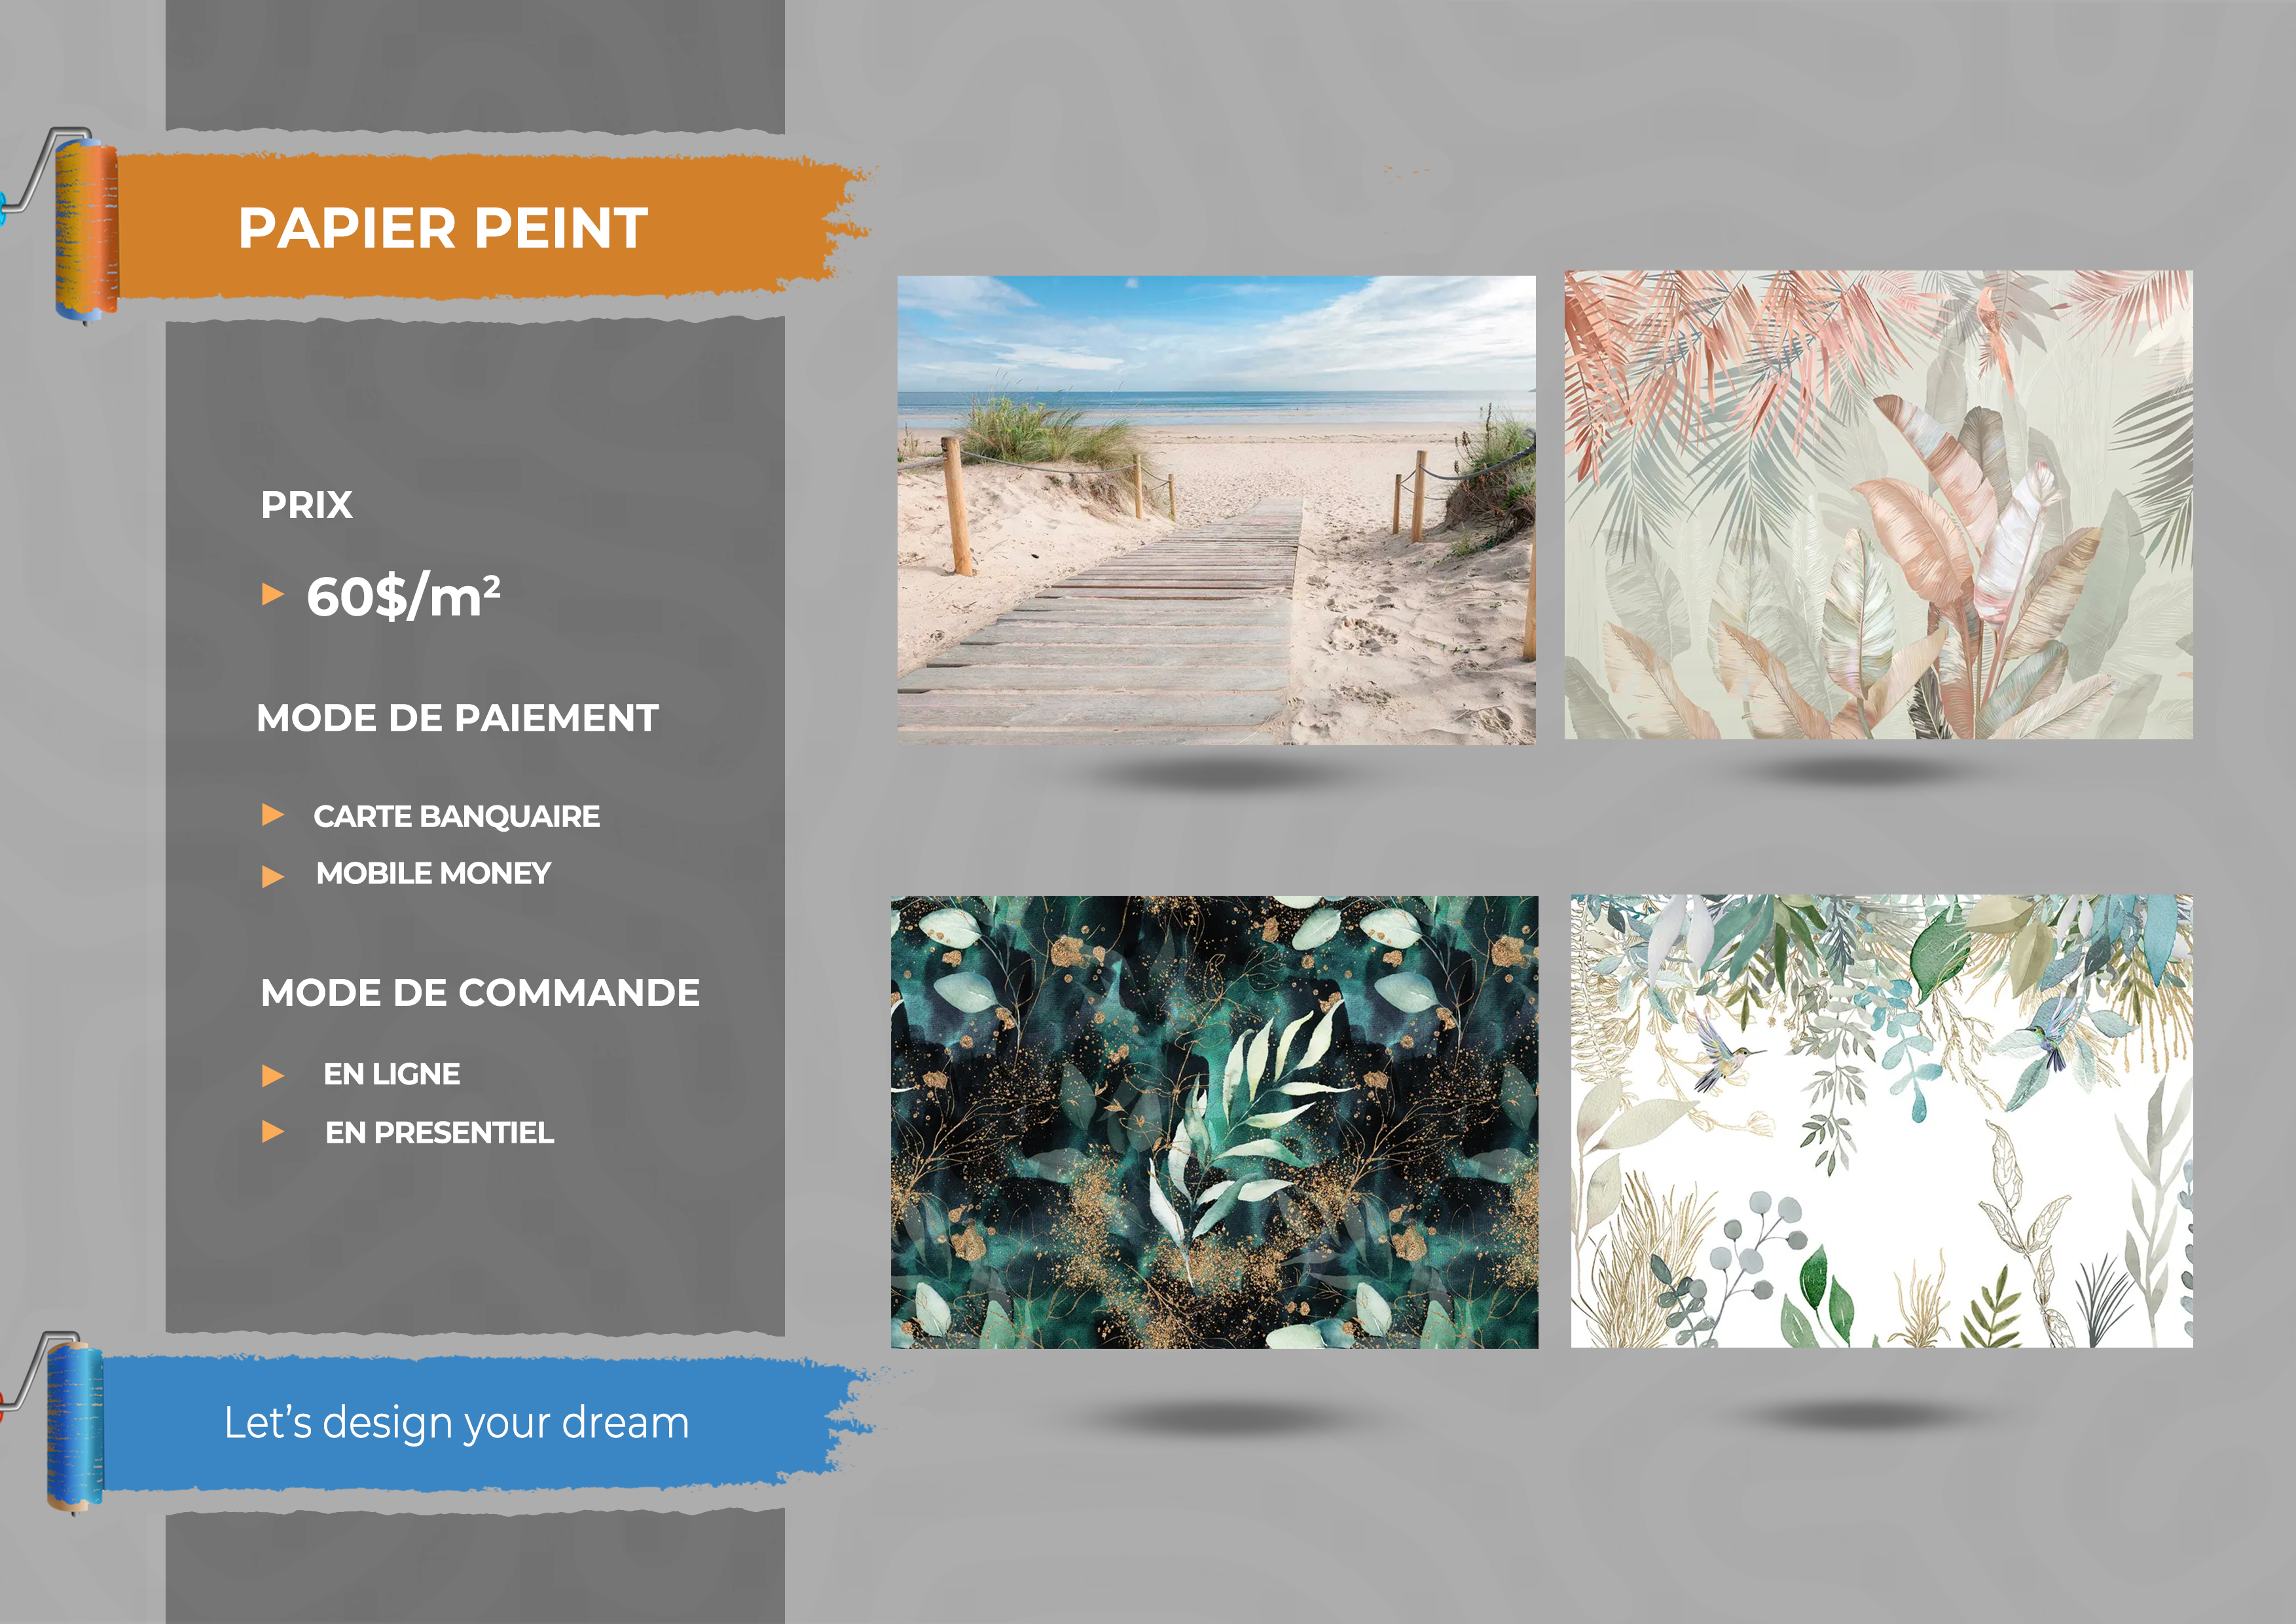 PAPIER PEINT
PRIX
60$/m²
MODE DE PAIEMENT
CARTE BANQUAIRE
MOBILE MONEY
MODE DE COMMANDE
EN LIGNE
EN PRESENTIEL
Let's design your dream